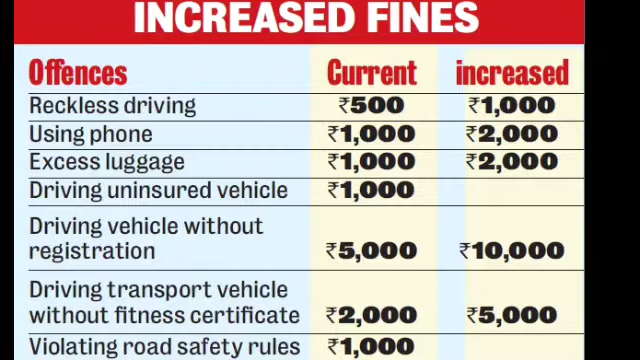 INCREASED FINES
Offences Current increased
Reckless driving ₹500 ₹1,000
Using phone ₹1,000 ₹2,000
Excess luggage ₹1,000 ₹2,000
Driving uninsured vehicle ₹1,000
Driving vehicle without
registration ₹5,000 ₹10,000
Driving transport vehicle
without fitness certificate ₹2,000 ₹5,000
Violating road safety rules ₹1,000